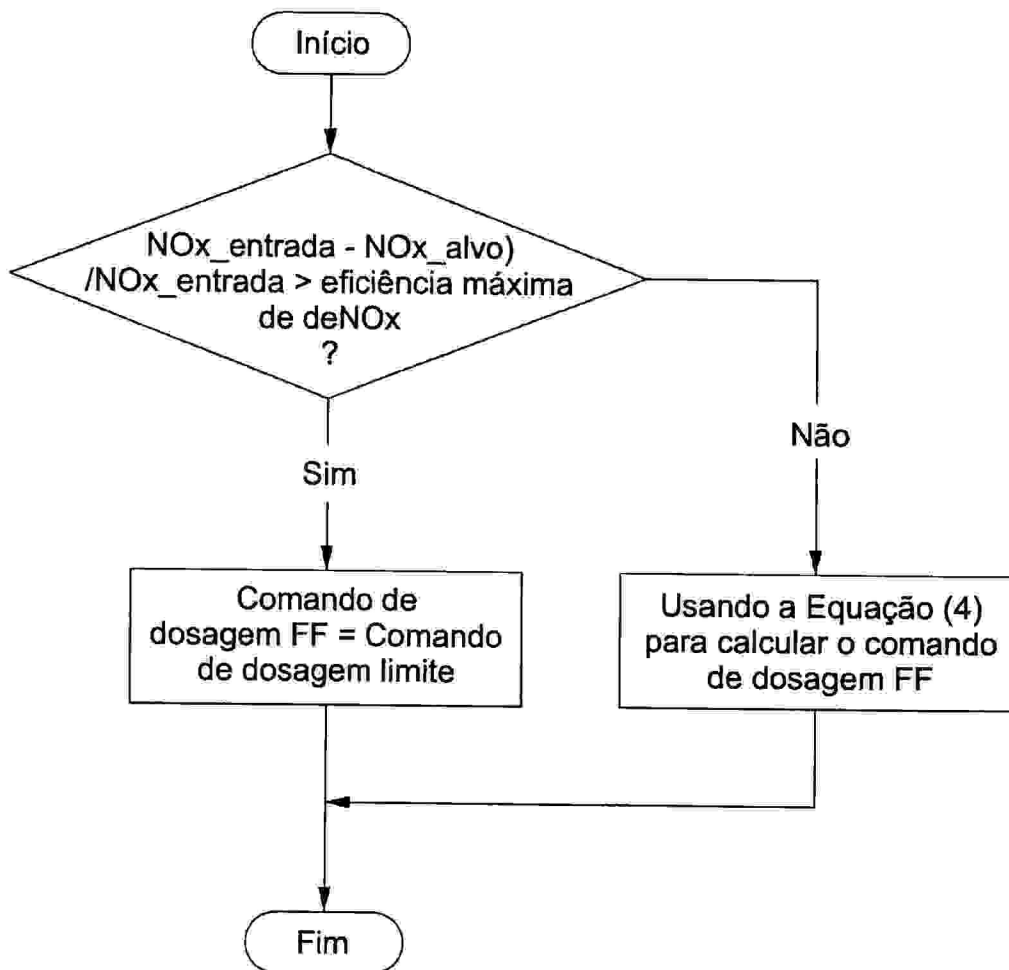 Início
NOx_entrada - NOx_alvo)
/NOx_entrada > eficiência máxima
de deNOx
?
Não
Sim
Comando de
dosagem FF = Comando
de dosagem limite
Usando a Equação (4)
para calcular o comando
de dosagem FF
Fim